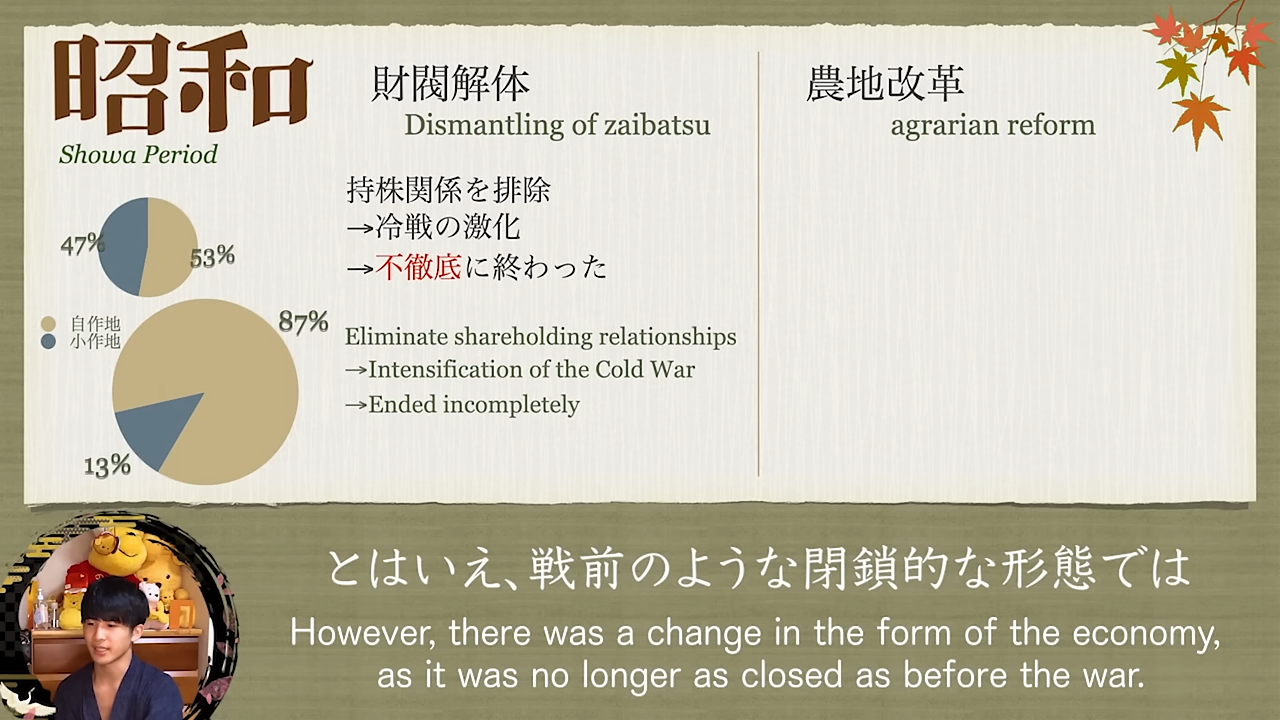 昭和
Showa Period
47%
53%
87%
自作地
小作地
13%
財閥解体
Dismantling of zaibatsu
持株関係を排除
→冷戦の激化
→不徹底に終わった
Eliminate shareholding relationships
→Intensification of the Cold War
→Ended incompletely
農地改革
agrarian reform
とはいえ、戦前のような閉鎖的な形態では
However, there was a change in the form of the economy,
as it was no longer as closed as before the war.